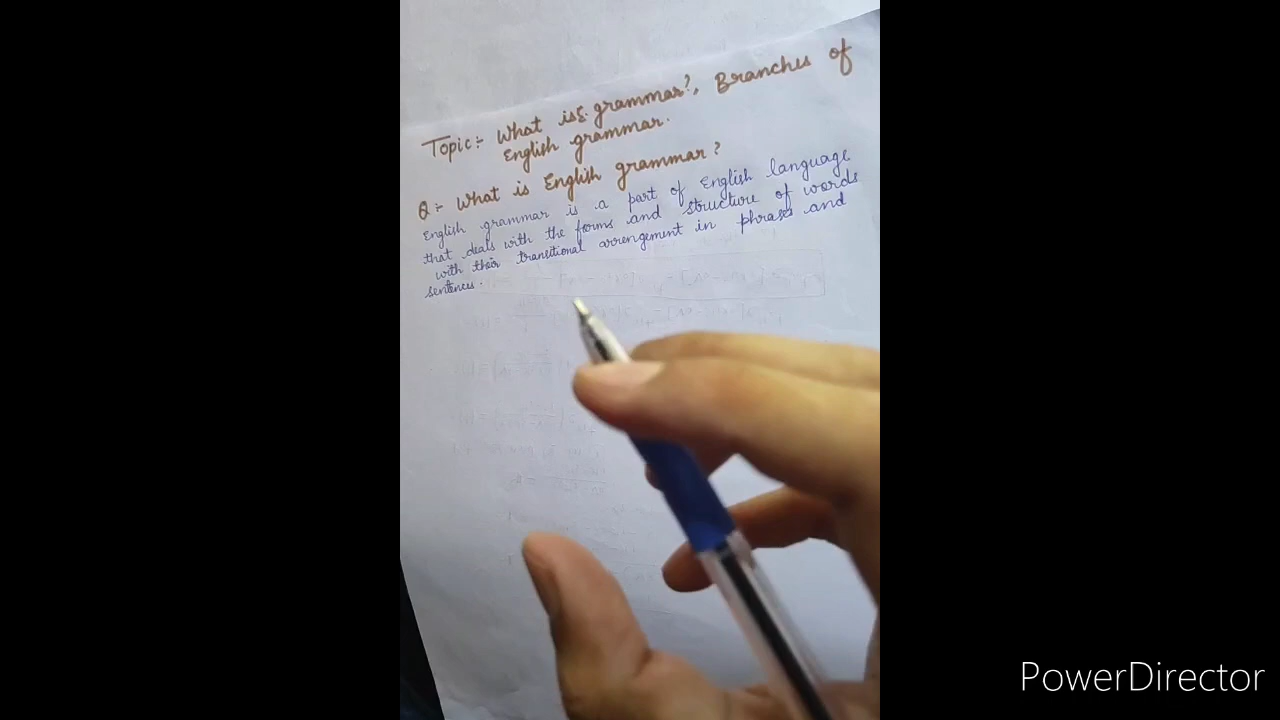 Topic:- What is E. grammar?, Branches of
English grammar.
Q:- What is English grammar?
English grammar is a part of English language
that deals with the forms and structure of words
with their transitional arrengement in phrases and
sentences.
PowerDirector